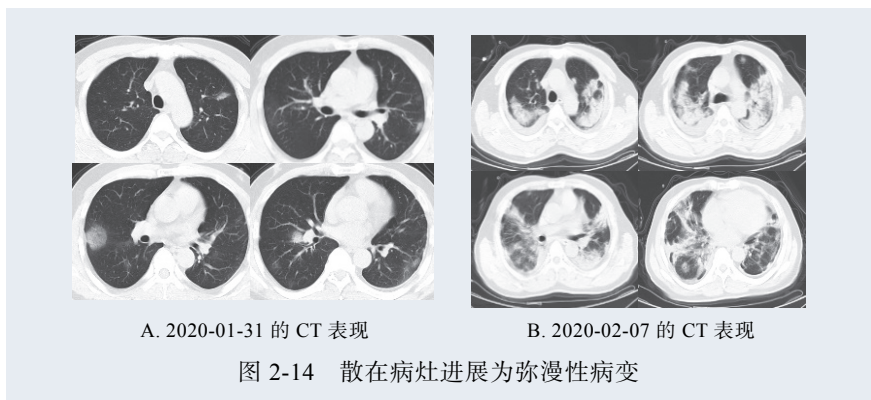 A. 2020-01-31 的 CT 表现
B. 2020-02-07 的 CT 表现
图 2-14 散在病灶进展为弥漫性病变